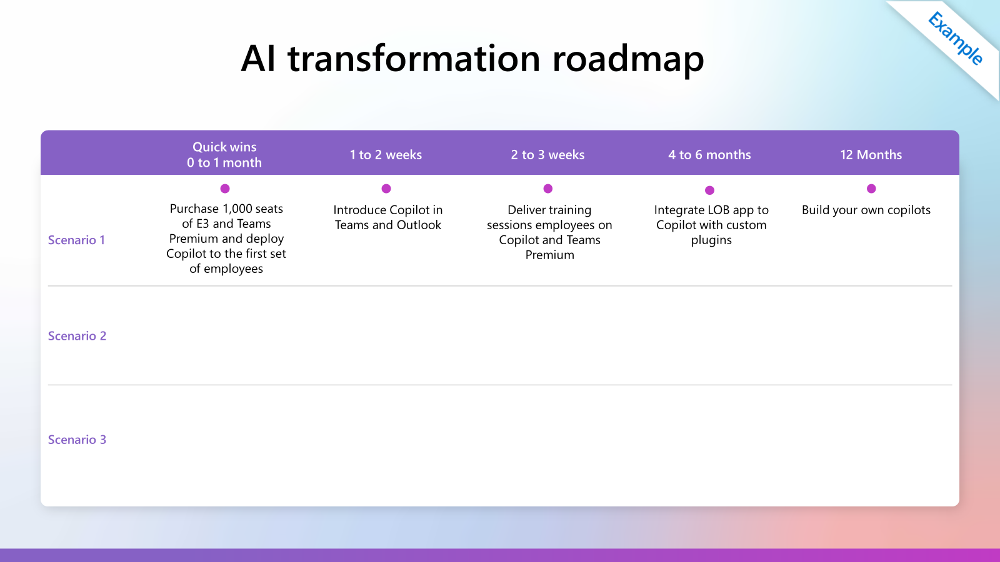 Example
AI transformation roadmap
Quick wins
0 to 1 month
1 to 2 weeks
2 to 3 weeks
4 to 6 months
12 Months
Scenario 1
Purchase 1,000 seats
of E3 and Teams
Premium and deploy
Copilot to the first set
of employees
Introduce Copilot in
Teams and Outlook
Deliver training
sessions employees on
Copilot and Teams
Premium
Integrate LOB app to
Copilot with custom
plugins
Build your own copilots
Scenario 2
Scenario 3